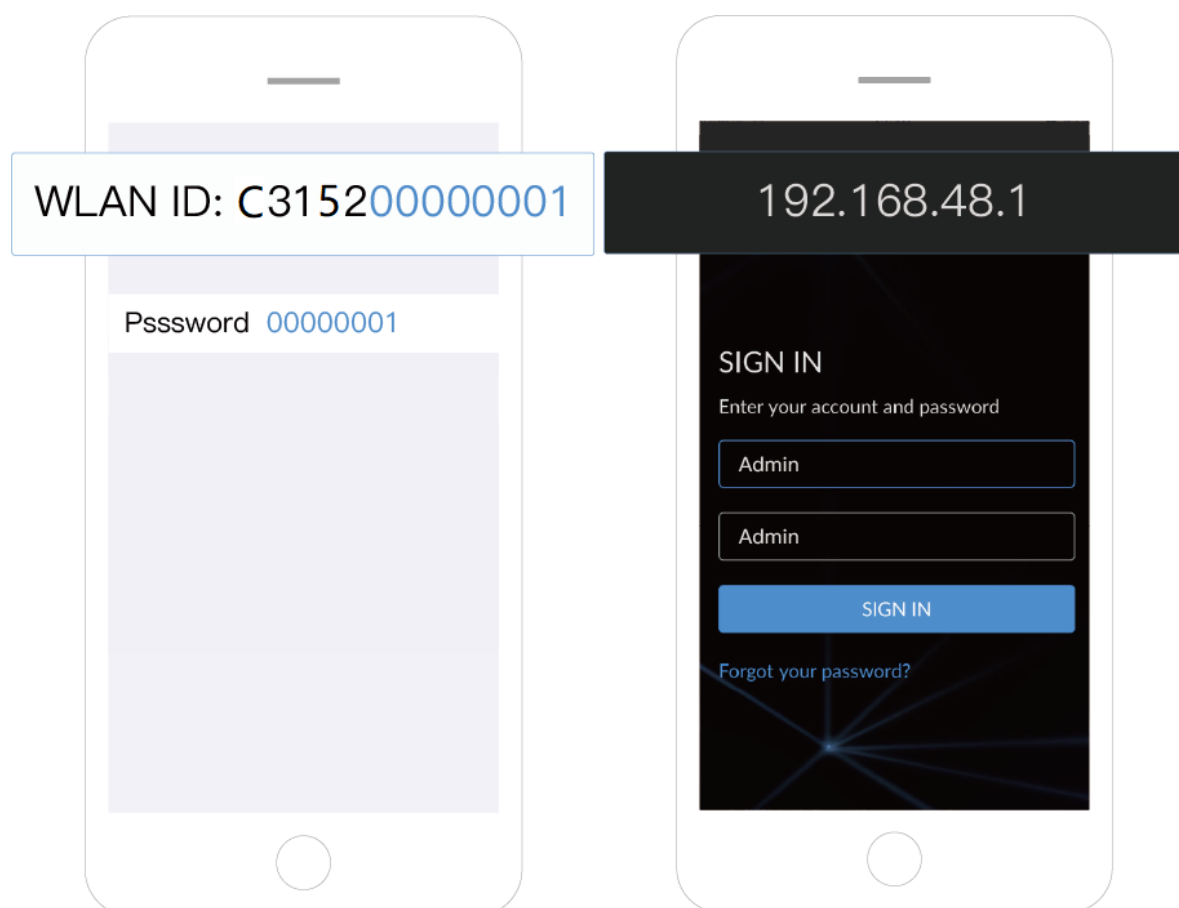 WLAN ID: C315200000001
Psssword 00000001
192.168.48.1
SIGN IN
Enter your account and password
Admin
Admin
SIGN IN
Forgot your password?